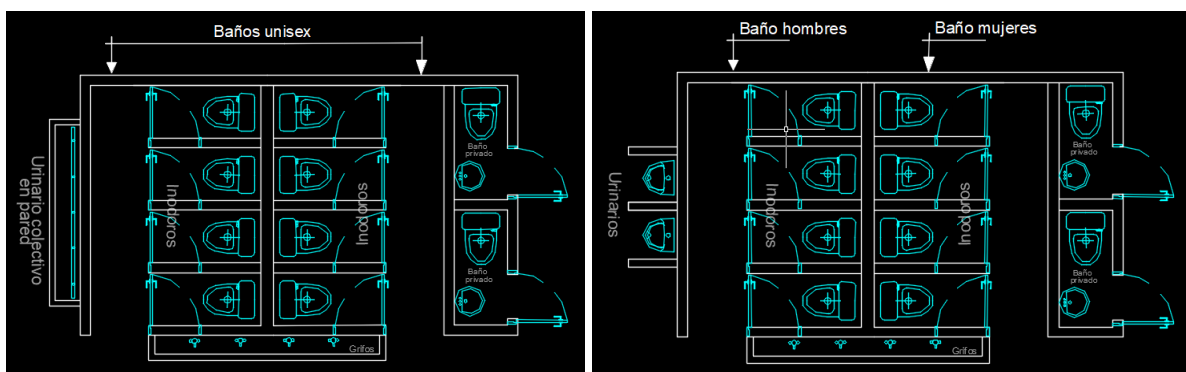 Baños unisex
Urinario colectivo
en pared
Inodoros
Inodoros
Baño
privado
Baño
privado
Grifos
Baño hombres
Baño mujeres
Urinarios
Inodoros
Inodoros
Baño
privado
Baño
privado
Grifos